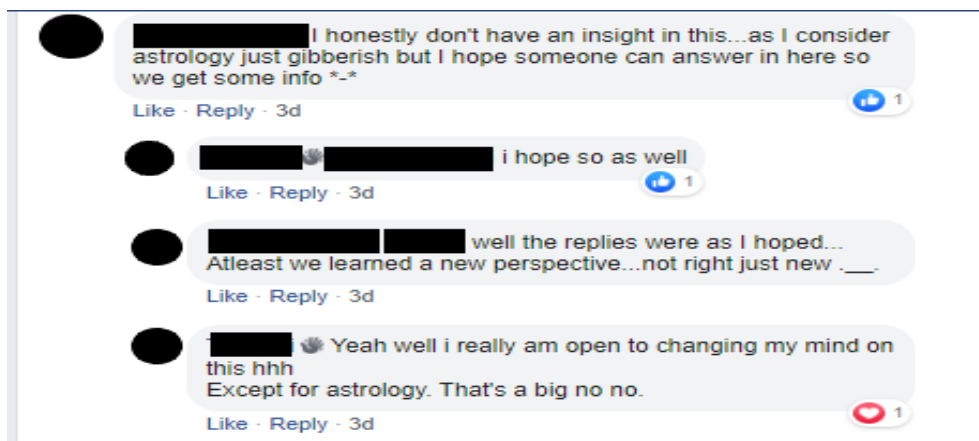 I honestly don't have an insight in this...as I consider
astrology just gibberish but I hope someone can answer in here so
we get some info *-*
Like · Reply · 3d
1
i hope so as well
Like · Reply · 3d
1
well the replies were as I hoped...
Atleast we learned a new perspective...not right just new .__.
Like · Reply · 3d
Yeah well i really am open to changing my mind on
this hhh
Except for astrology. That's a big no no.
Like · Reply · 3d
1